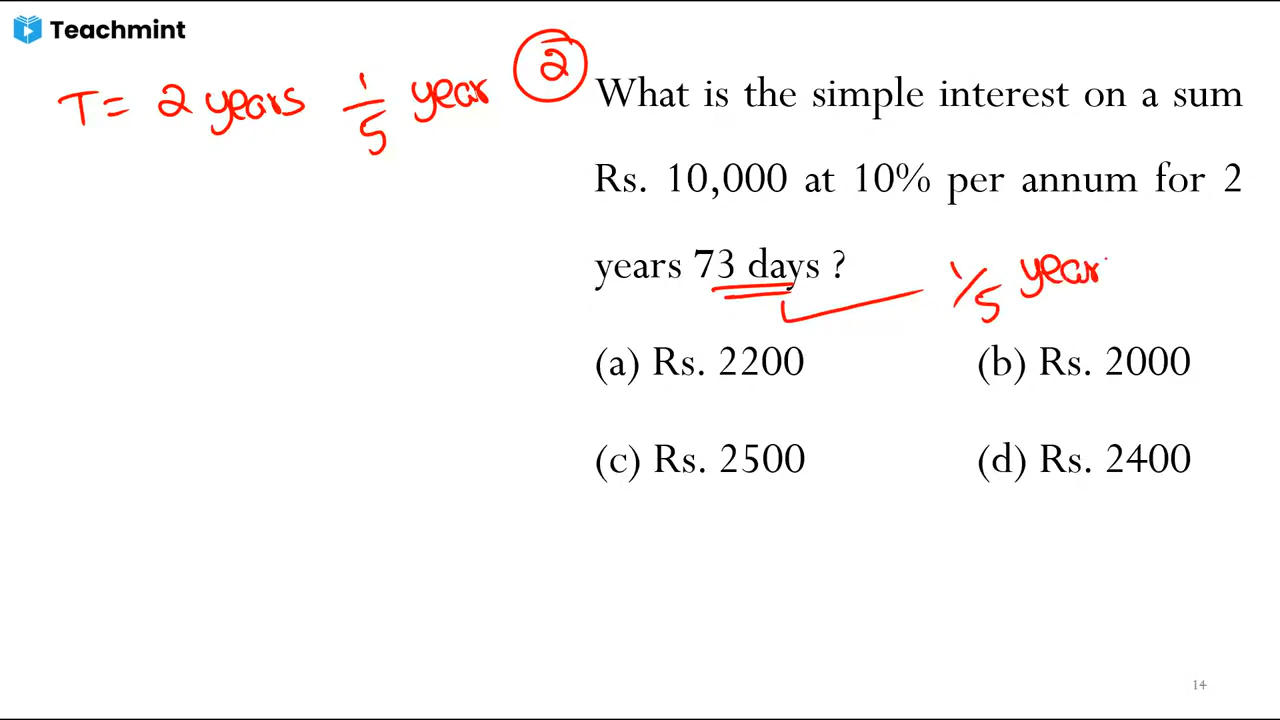 Teachmint
T = 2 years 1/5 year
2
What is the simple interest on a sum
Rs. 10,000 at 10% per annum for 2
years 73 days ?
1/5 year
(a) Rs. 2200 (b) Rs. 2000
(c) Rs. 2500 (d) Rs. 2400
14